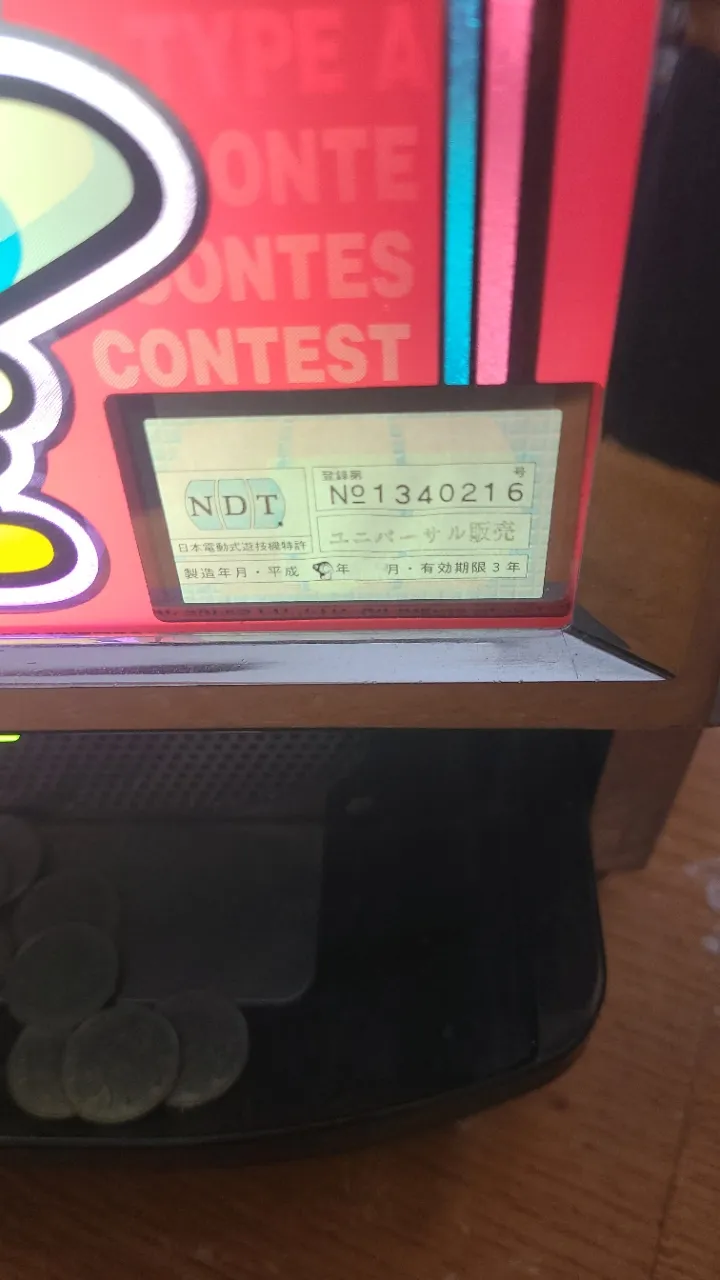 TYPE A
ONTE
CONTES
CONTEST
NDT.
日本電動式遊技機特許
登録第 号
No1340216
ユニバーサル販売
製造年月・平成 年 月・有効期限3年